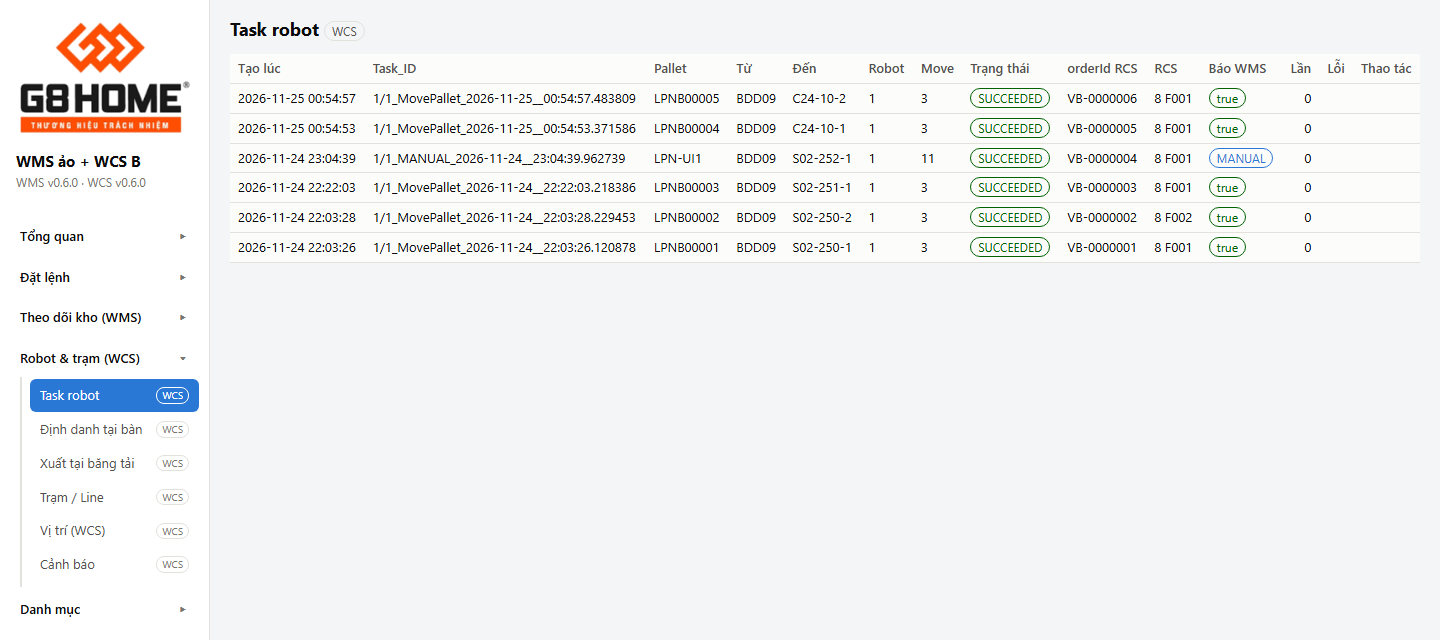 G8 HOME®
THƯƠNG HIỆU TRÁCH NHIỆM
WMS ảo + WCS B
WMS v0.6.0 · WCS v0.6.0
Tổng quan
Đặt lệnh
Theo dõi kho (WMS)
Robot & trạm (WCS)
Task robot WCS
Định danh tại bàn WCS
Xuất tại băng tải WCS
Trạm / Line WCS
Vị trí (WCS) WCS
Cảnh báo WCS
Danh mục
Task robot WCS
Tạo lúc Task_ID Pallet Từ Đến Robot Move Trạng thái orderId RCS RCS Báo WMS Lần Lỗi Thao tác
2026-11-25 00:54:57 1/1_MovePallet_2026-11-25__00:54:57.483809 LPNB00005 BDD09 C24-10-2 1 3 SUCCEEDED VB-0000006 8 F001 true 0
2026-11-25 00:54:53 1/1_MovePallet_2026-11-25__00:54:53.371586 LPNB00004 BDD09 C24-10-1 1 3 SUCCEEDED VB-0000005 8 F001 true 0
2026-11-24 23:04:39 1/1_MANUAL_2026-11-24__23:04:39.962739 LPN-UI1 BDD09 S02-252-1 1 11 SUCCEEDED VB-0000004 8 F001 MANUAL 0
2026-11-24 22:22:03 1/1_MovePallet_2026-11-24__22:22:03.218386 LPNB00003 BDD09 S02-251-1 1 3 SUCCEEDED VB-0000003 8 F001 true 0
2026-11-24 22:03:28 1/1_MovePallet_2026-11-24__22:03:28.229453 LPNB00002 BDD09 S02-250-2 1 3 SUCCEEDED VB-0000002 8 F002 true 0
2026-11-24 22:03:26 1/1_MovePallet_2026-11-24__22:03:26.120878 LPNB00001 BDD09 S02-250-1 1 3 SUCCEEDED VB-0000001 8 F001 true 0